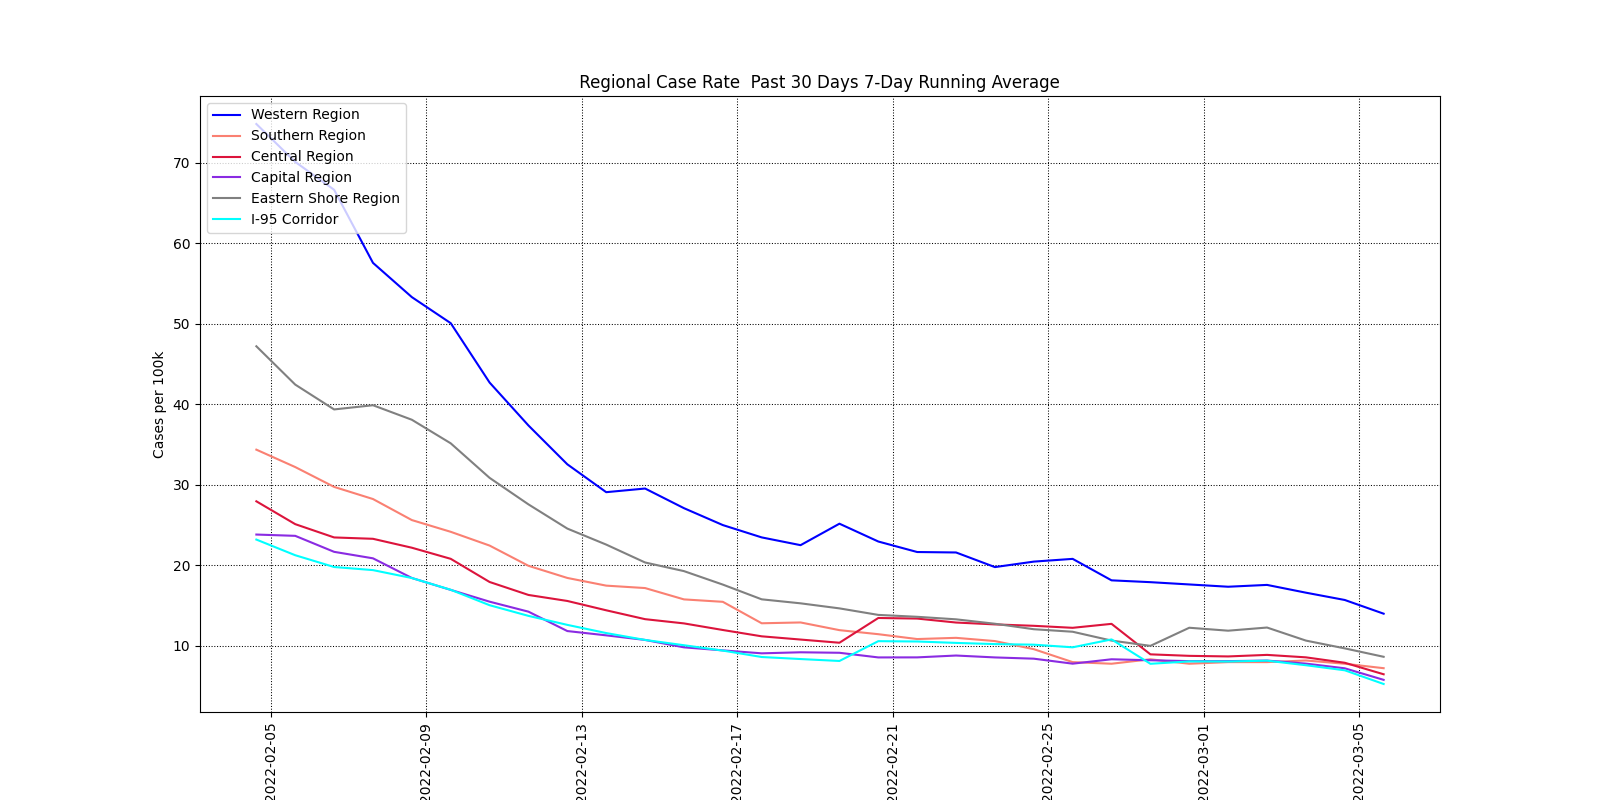 Regional Case Rate  Past 30 Days 7-Day Running Average
Western Region
Southern Region
Central Region
Capital Region
Eastern Shore Region
I-95 Corridor
Cases per 100k
70
60
50
40
30
20
10
2022-02-05
2022-02-09
2022-02-13
2022-02-17
2022-02-21
2022-02-25
2022-03-01
2022-03-05